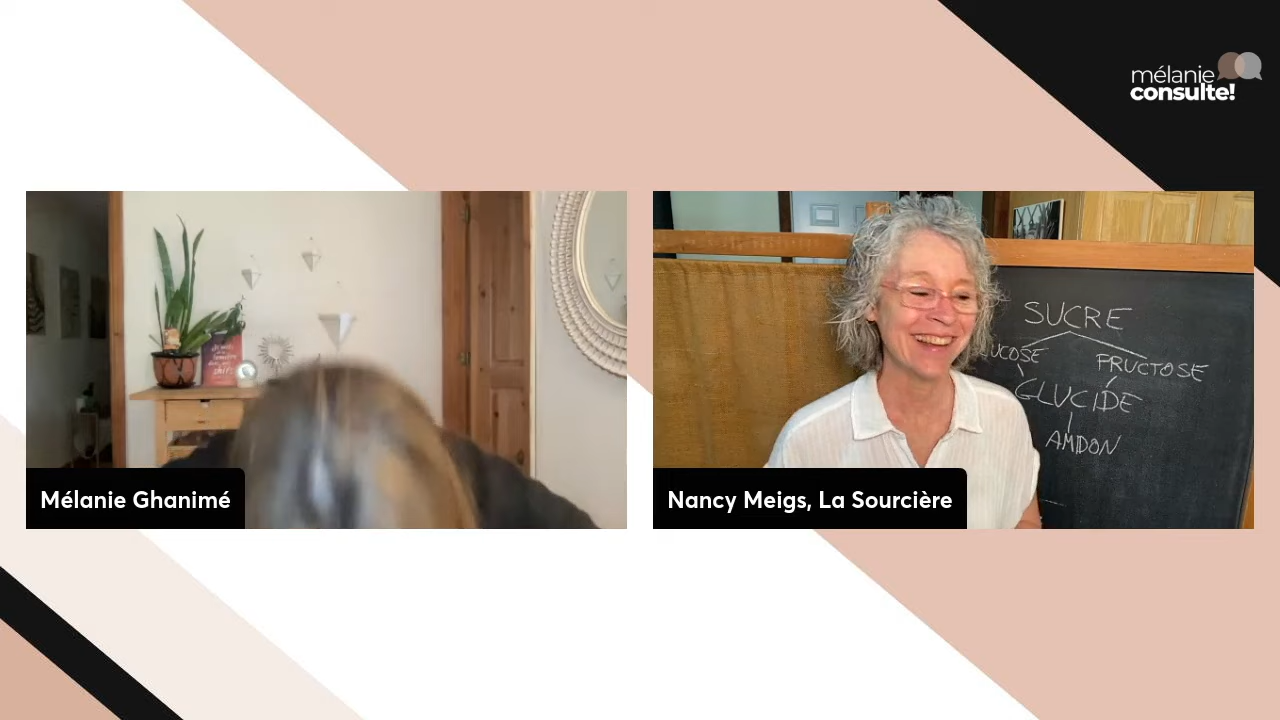 mélanie
consulte!
SUCRE
FRUCTOSE
GLUCIDE
AMIDON
Mélanie Ghanimé
Nancy Meigs, La Sourcière